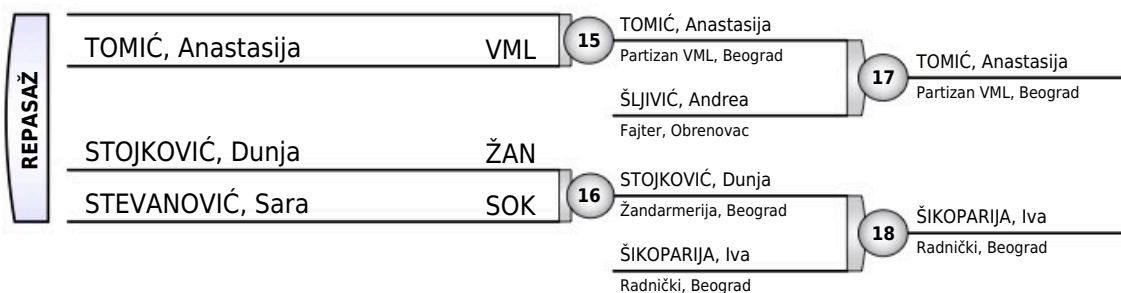 REPASAŽ
TOMIĆ, Anastasija VML
STOJKOVIĆ, Dunja ŽAN
STEVANOVIĆ, Sara SOK
15
TOMIĆ, Anastasija
Partizan VML, Beograd
ŠLJIVIĆ, Andrea
Fajter, Obrenovac
16
STOJKOVIĆ, Dunja
Žandarmerija, Beograd
ŠIKOPARIJA, Iva
Radnički, Beograd
17
TOMIĆ, Anastasija
Partizan VML, Beograd
18
ŠIKOPARIJA, Iva
Radnički, Beograd